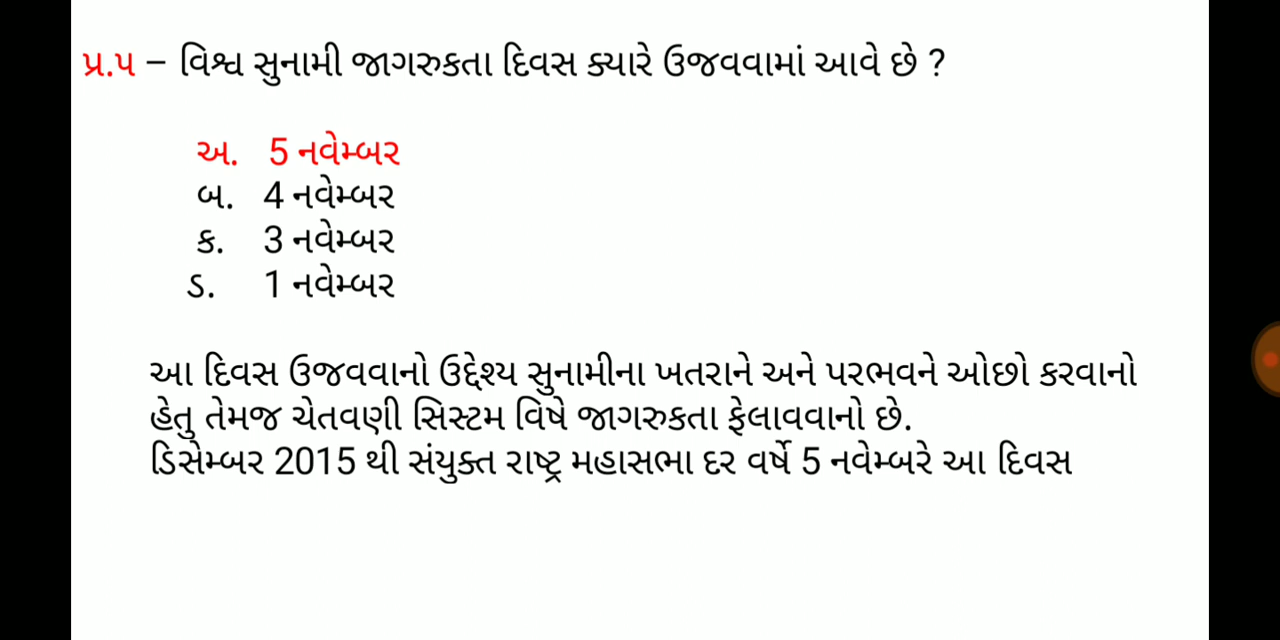 પ્ર.૫ – વિશ્વ સુનામી જાગરુકતા દિવસ ક્યારે ઉજવવામાં આવે છે ?
અ. 5 નવેમ્બર
બ. 4 નવેમ્બર
ક. 3 નવેમ્બર
ડ. 1 નવેમ્બર
આ દિવસ ઉજવવાનો ઉદ્દેશ્ય સુનામીના ખતરાને અને પરભવને ઓછો કરવાનો
હેતુ તેમજ ચેતવણી સિસ્ટમ વિષે જાગરુકતા ફેલાવવાનો છે.
ડિસેમ્બર 2015 થી સંયુક્ત રાષ્ટ્ર મહાસભા દર વર્ષે 5 નવેમ્બરે આ દિવસ